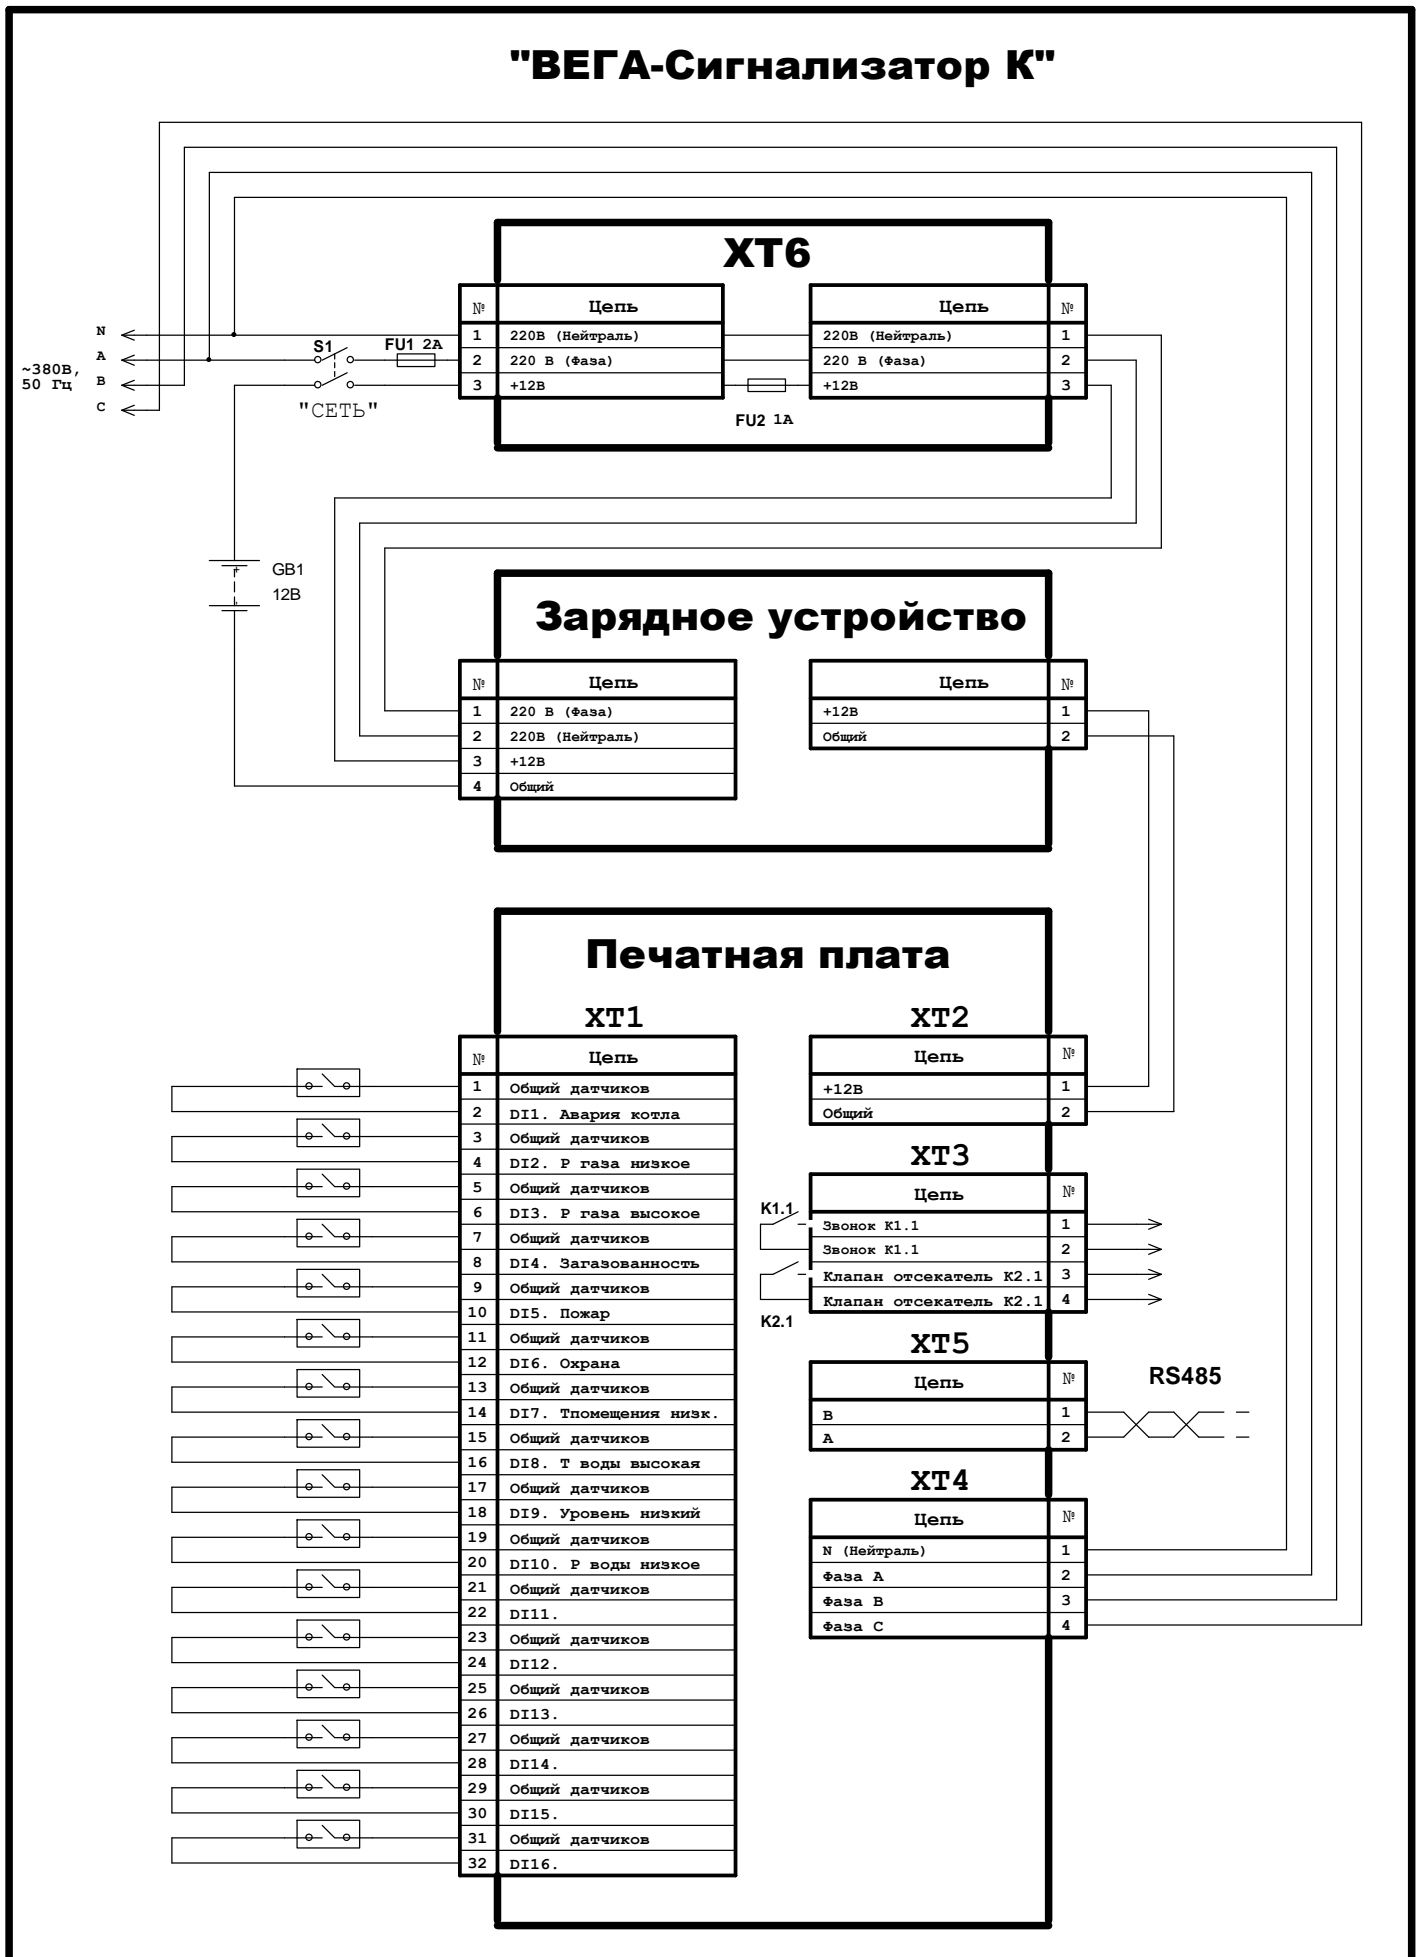 "ВЕГА-Сигнализатор К"
XT6
№ Цепь Цепь №
N 1 220В (Нейтраль) 220В (Нейтраль) 1
S1 FU1 2А
A 2 220 В (Фаза) 220 В (Фаза) 2
~380В,
50 Гц
B 3 +12В +12В 3
C "СЕТЬ"
FU2 1А
GB1
12В
Зарядное устройство
№ Цепь Цепь №
1 220 В (Фаза) +12В 1
2 220В (Нейтраль) Общий 2
3 +12В
4 Общий
Печатная плата
XT1
№ Цепь
1 Общий датчиков
2 DI1. Авария котла
3 Общий датчиков
4 DI2. Р газа низкое
5 Общий датчиков
6 DI3. Р газа высокое
7 Общий датчиков
8 DI4. Загазованность
9 Общий датчиков
10 DI5. Пожар
11 Общий датчиков
12 DI6. Охрана
13 Общий датчиков
14 DI7. Тпомещения низк.
15 Общий датчиков
16 DI8. Т воды высокая
17 Общий датчиков
18 DI9. Уровень низкий
19 Общий датчиков
20 DI10. Р воды низкое
21 Общий датчиков
22 DI11.
23 Общий датчиков
24 DI12.
25 Общий датчиков
26 DI13.
27 Общий датчиков
28 DI14.
29 Общий датчиков
30 DI15.
31 Общий датчиков
32 DI16.
XT2
Цепь №
+12В 1
Общий 2
XT3
Цепь №
K1.1
Звонок К1.1 1
Звонок К1.1 2
Клапан отсекатель К2.1 3
Клапан отсекатель К2.1 4
K2.1
XT5
Цепь №
RS485
B 1
A 2
XT4
Цепь №
N (Нейтраль) 1
Фаза А 2
Фаза В 3
Фаза С 4